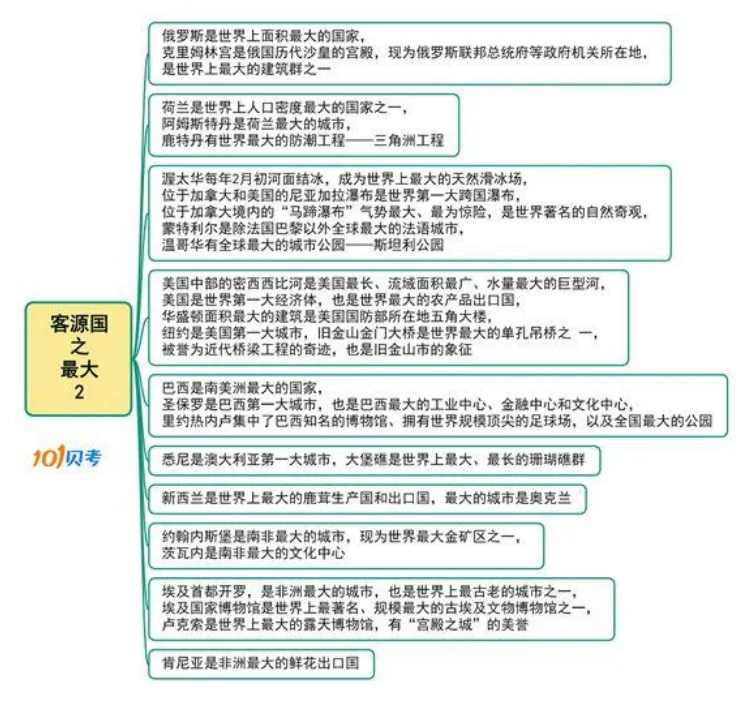 客源国
之
最大
2
101贝考
俄罗斯是世界上面积最大的国家，
克里姆林宫是俄国历代沙皇的宫殿，现为俄罗斯联邦总统府等政府机关所在地，
是世界上最大的建筑群之一
荷兰是世界上人口密度最大的国家之一，
阿姆斯特丹是荷兰最大的城市，
鹿特丹有世界最大的防潮工程——三角洲工程
渥太华每年2月初河面结冰，成为世界上最大的天然滑冰场，
位于加拿大和美国的尼亚加拉瀑布是世界第一大跨国瀑布，
位于加拿大境内的“马蹄瀑布”气势最大、最为惊险，是世界著名的自然奇观，
蒙特利尔是除法国巴黎以外全球最大的法语城市，
温哥华有全球最大的城市公园——斯坦利公园
美国中部的密西西比河是美国最长、流域面积最广、水量最大的巨型河，
美国是世界第一大经济体，也是世界最大的农产品出口国，
华盛顿面积最大的建筑是美国国防部所在地五角大楼，
纽约是美国第一大城市，旧金山金门大桥是世界最大的单孔吊桥之 一，
被誉为近代桥梁工程的奇迹，也是旧金山市的象征
巴西是南美洲最大的国家，
圣保罗是巴西第一大城市，也是巴西最大的工业中心、金融中心和文化中心，
里约热内卢集中了巴西知名的博物馆、拥有世界规模顶尖的足球场，以及全国最大的公园
悉尼是澳大利亚第一大城市，大堡礁是世界上最大、最长的珊瑚礁群
新西兰是世界上最大的鹿茸生产国和出口国，最大的城市是奥克兰
约翰内斯堡是南非最大的城市，现为世界最大金矿区之一，
茨瓦内是南非最大的文化中心
埃及首都开罗，是非洲最大的城市，也是世界上最古老的城市之一，
埃及国家博物馆是世界上最著名、规模最大的古埃及文物博物馆之一，
卢克索是世界上最大的露天博物馆，有“宫殿之城”的美誉
肯尼亚是非洲最大的鲜花出口国